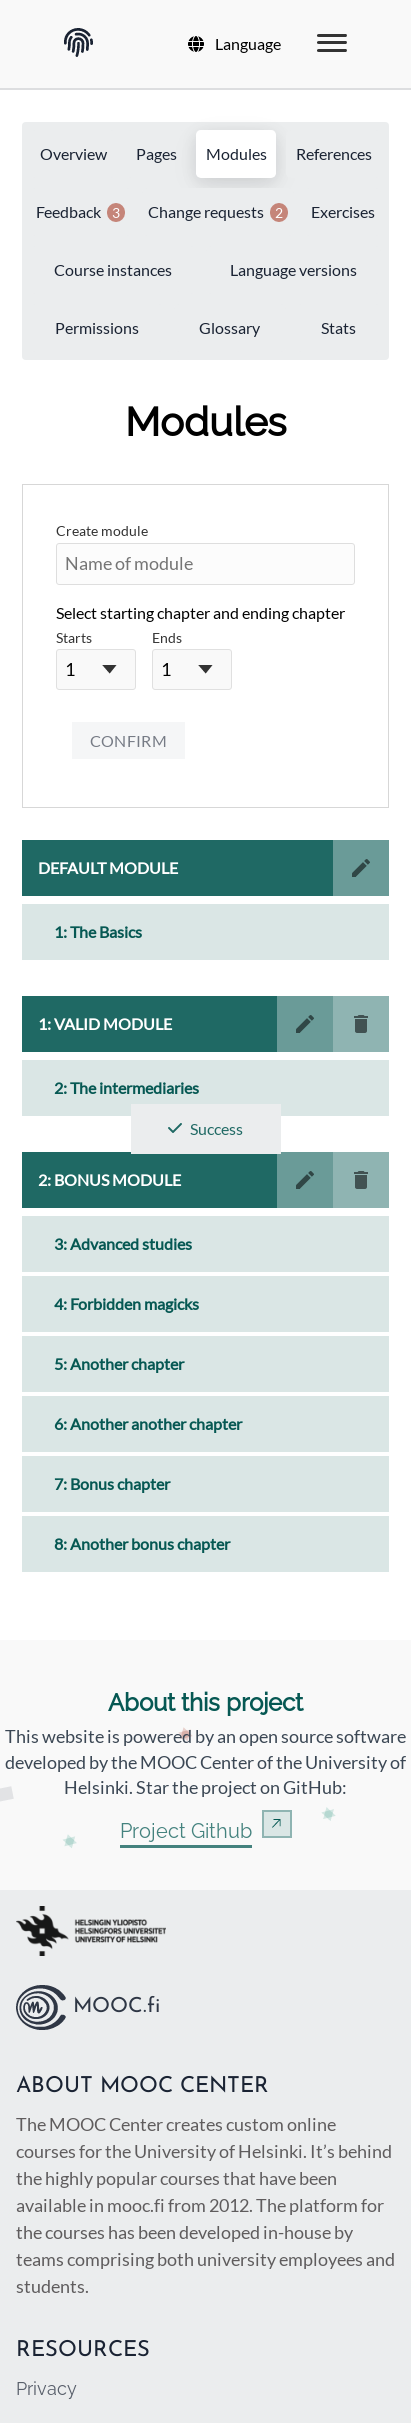 Language
Overview Pages Modules References
Feedback 3 Change requests 2 Exercises
Course instances Language versions
Permissions Glossary Stats
Modules
Create module
Name of module
Select starting chapter and ending chapter
Starts Ends
1 1
CONFIRM
DEFAULT MODULE
1: The Basics
1: VALID MODULE
2: The intermediaries
Success
2: BONUS MODULE
3: Advanced studies
4: Forbidden magicks
5: Another chapter
6: Another another chapter
7: Bonus chapter
8: Another bonus chapter
About this project
This website is powered by an open source software
developed by the MOOC Center of the University of
Helsinki. Star the project on GitHub:
Project Github
HELSINGIN YLIOPISTO
HELSINGFORS UNIVERSITET
UNIVERSITY OF HELSINKI
MOOC.fi
ABOUT MOOC CENTER
The MOOC Center creates custom online
courses for the University of Helsinki. It’s behind
the highly popular courses that have been
available in mooc.fi from 2012. The platform for
the courses has been developed in-house by
teams comprising both university employees and
students.
RESOURCES
Privacy